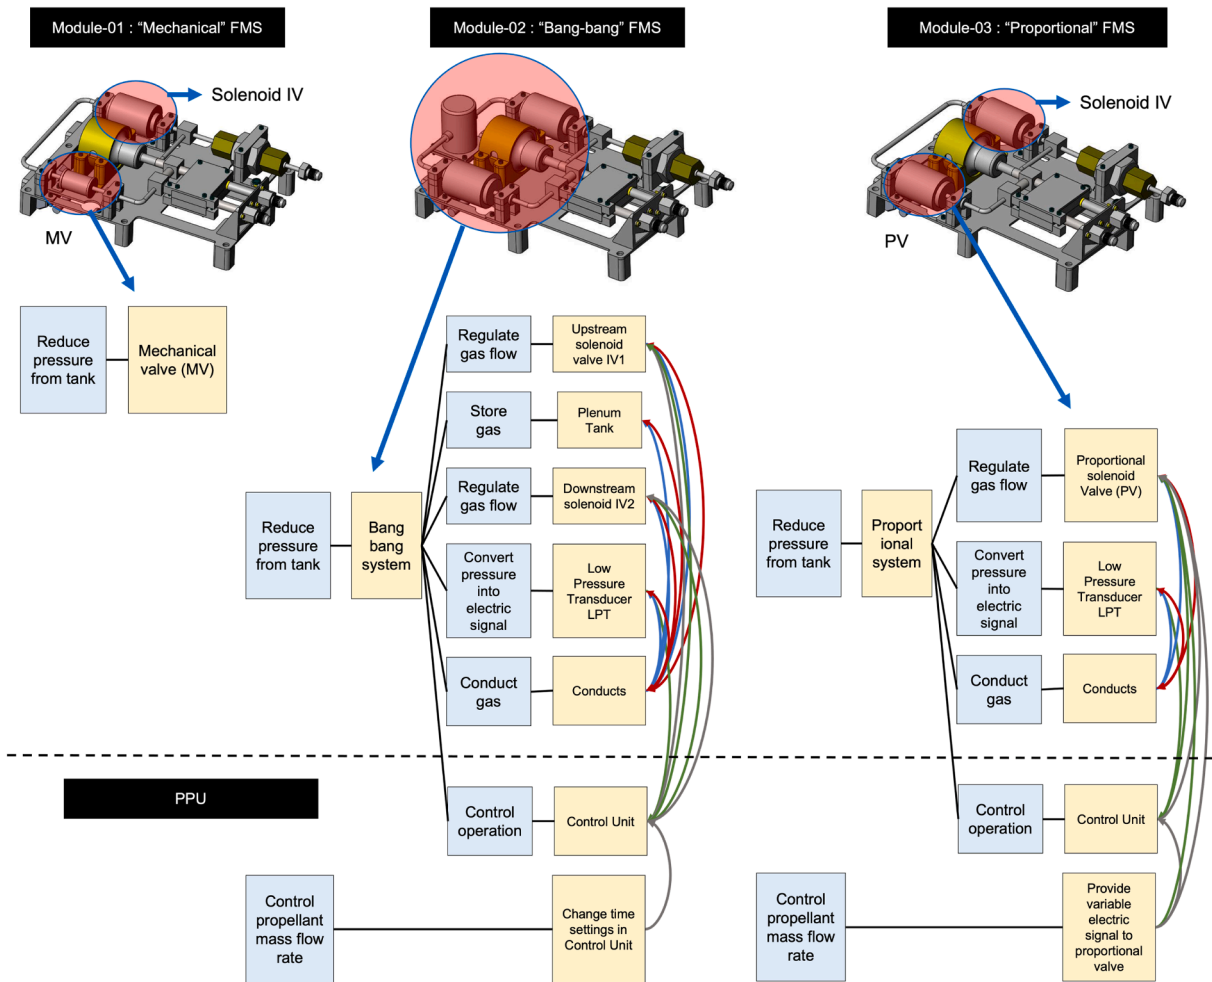 Module-01 : “Mechanical” FMS
Module-02 : “Bang-bang” FMS
Module-03 : “Proportional” FMS
Solenoid IV
Solenoid IV
MV
PV
Reduce
pressure
from tank
Mechanical
valve (MV)
Reduce
pressure
from tank
Bang
bang
system
Regulate
gas flow
Upstream
solenoid
valve IV1
Store
gas
Plenum
Tank
Regulate
gas flow
Downstream
solenoid IV2
Convert
pressure
into
electric
signal
Low
Pressure
Transducer
LPT
Conduct
gas
Conducts
Reduce
pressure
from tank
Proport
ional
system
Regulate
gas flow
Proportional
solenoid
Valve (PV)
Convert
pressure
into
electric
signal
Low
Pressure
Transducer
LPT
Conduct
gas
Conducts
PPU
Control
operation
Control Unit
Control
propellant
mass flow
rate
Change time
settings in
Control Unit
Control
operation
Control Unit
Control
propellant
mass flow
rate
Provide
variable
electric
signal to
proportional
valve